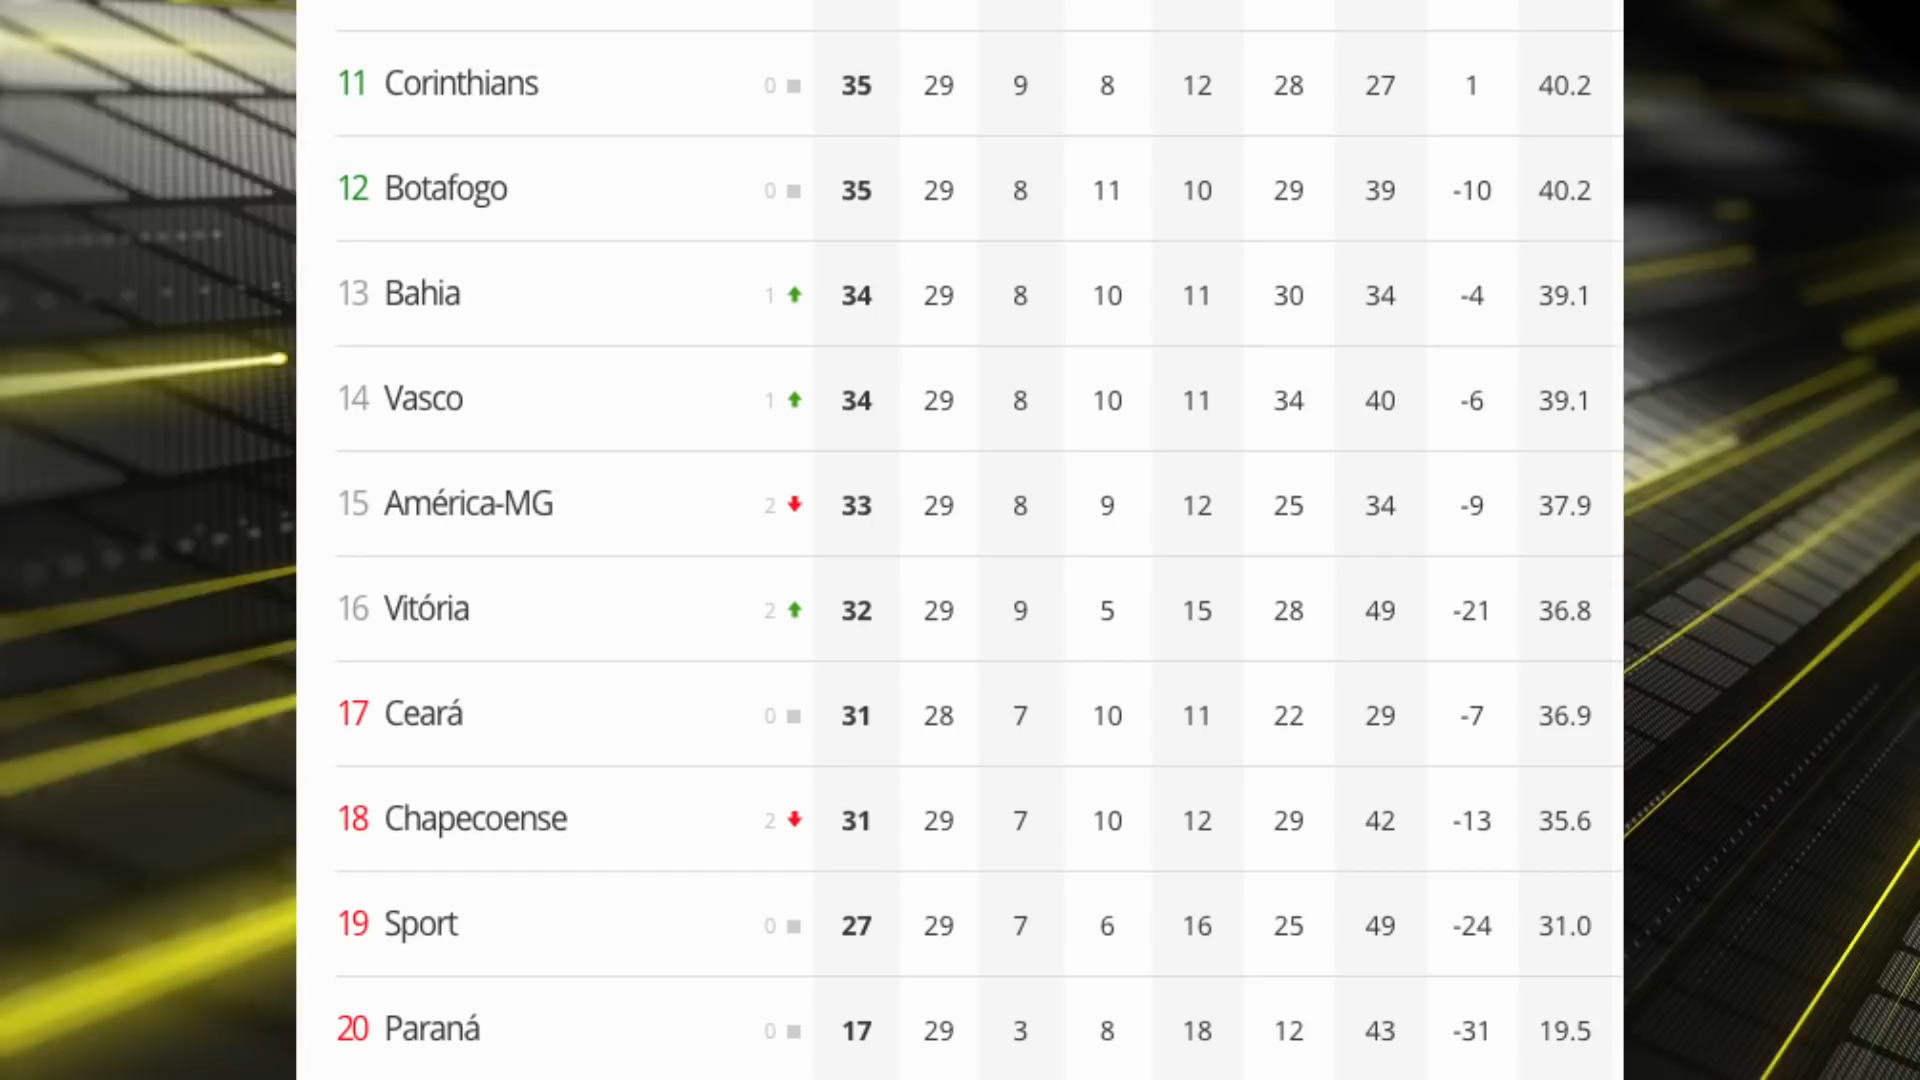 11 Corinthians 0 35 29 9 8 12 28 27 1 40.2
12 Botafogo 0 35 29 8 11 10 29 39 -10 40.2
13 Bahia 1 34 29 8 10 11 30 34 -4 39.1
14 Vasco 1 34 29 8 10 11 34 40 -6 39.1
15 América-MG 2 33 29 8 9 12 25 34 -9 37.9
16 Vitória 2 32 29 9 5 15 28 49 -21 36.8
17 Ceará 0 31 28 7 10 11 22 29 -7 36.9
18 Chapecoense 2 31 29 7 10 12 29 42 -13 35.6
19 Sport 0 27 29 7 6 16 25 49 -24 31.0
20 Paraná 0 17 29 3 8 18 12 43 -31 19.5